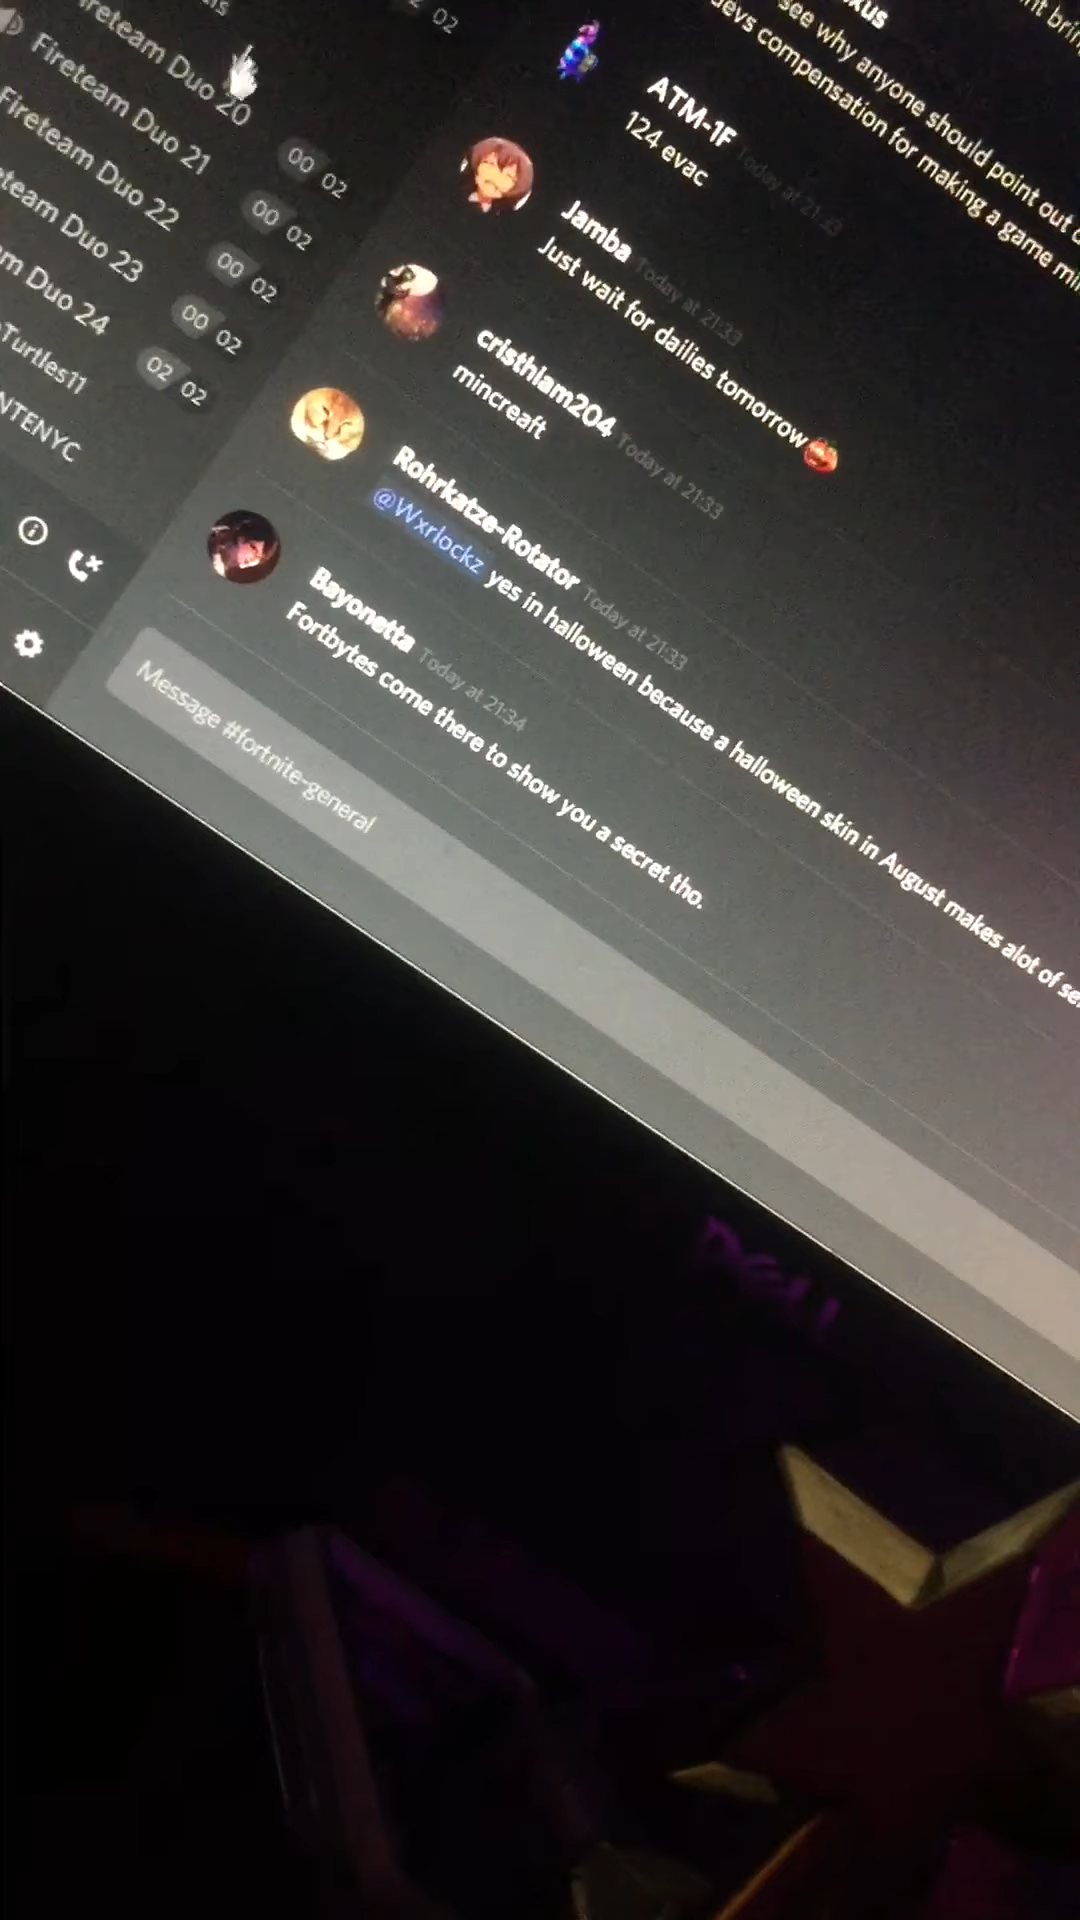 Fireteam Duo 20
02
Fireteam Duo 21
00 02
Fireteam Duo 22
00 02
Duo 23
00 02
Duo 24
00 02
Turtles11
02 02
see why anyone should point out
devs compensation for making a game
ATM-1F Today at 21:33
124 evac
Jamba Today at 21:33
Just wait for dailies tomorrow
cristhlam204 Today at 21:33
mincreaft
Rohrkatze-Rotator Today at 21:33
@Wxrlockz yes in halloween because a halloween skin in August makes alot of
Bayonetta Today at 21:34
Fortbytes come there to show you a secret tho.
Message #fortnite-general